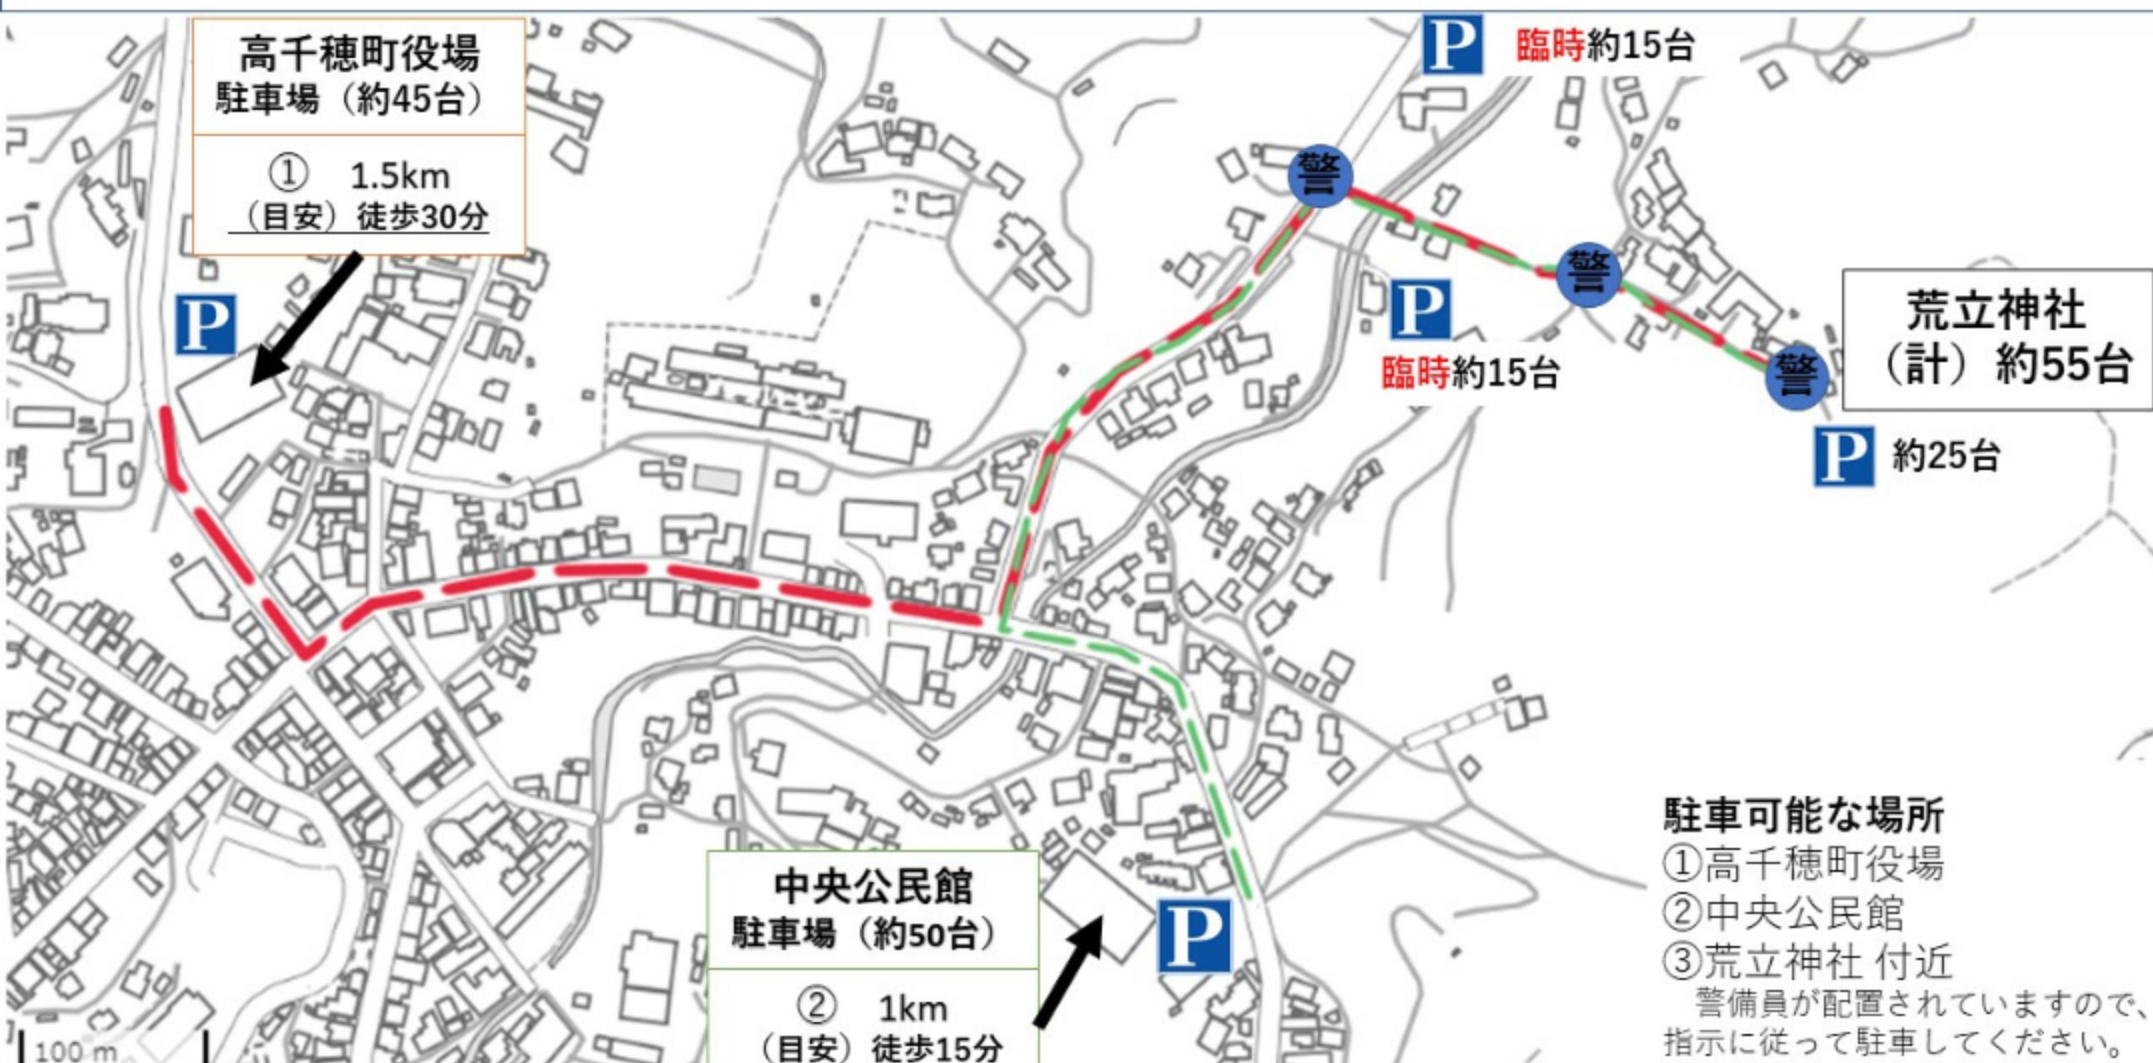 高千穂町役場
駐車場（約45台）
① 1.5km
（目安）徒歩30分
P
P
臨時約15台
警
警
警
P
臨時約15台
荒立神社
（計）約55台
P
約25台
中央公民館
駐車場（約50台）
② 1km
（目安）徒歩15分
P
駐車可能な場所
①高千穂町役場
②中央公民館
③荒立神社 付近
警備員が配置されていますので、
指示に従って駐車してください。
100 m